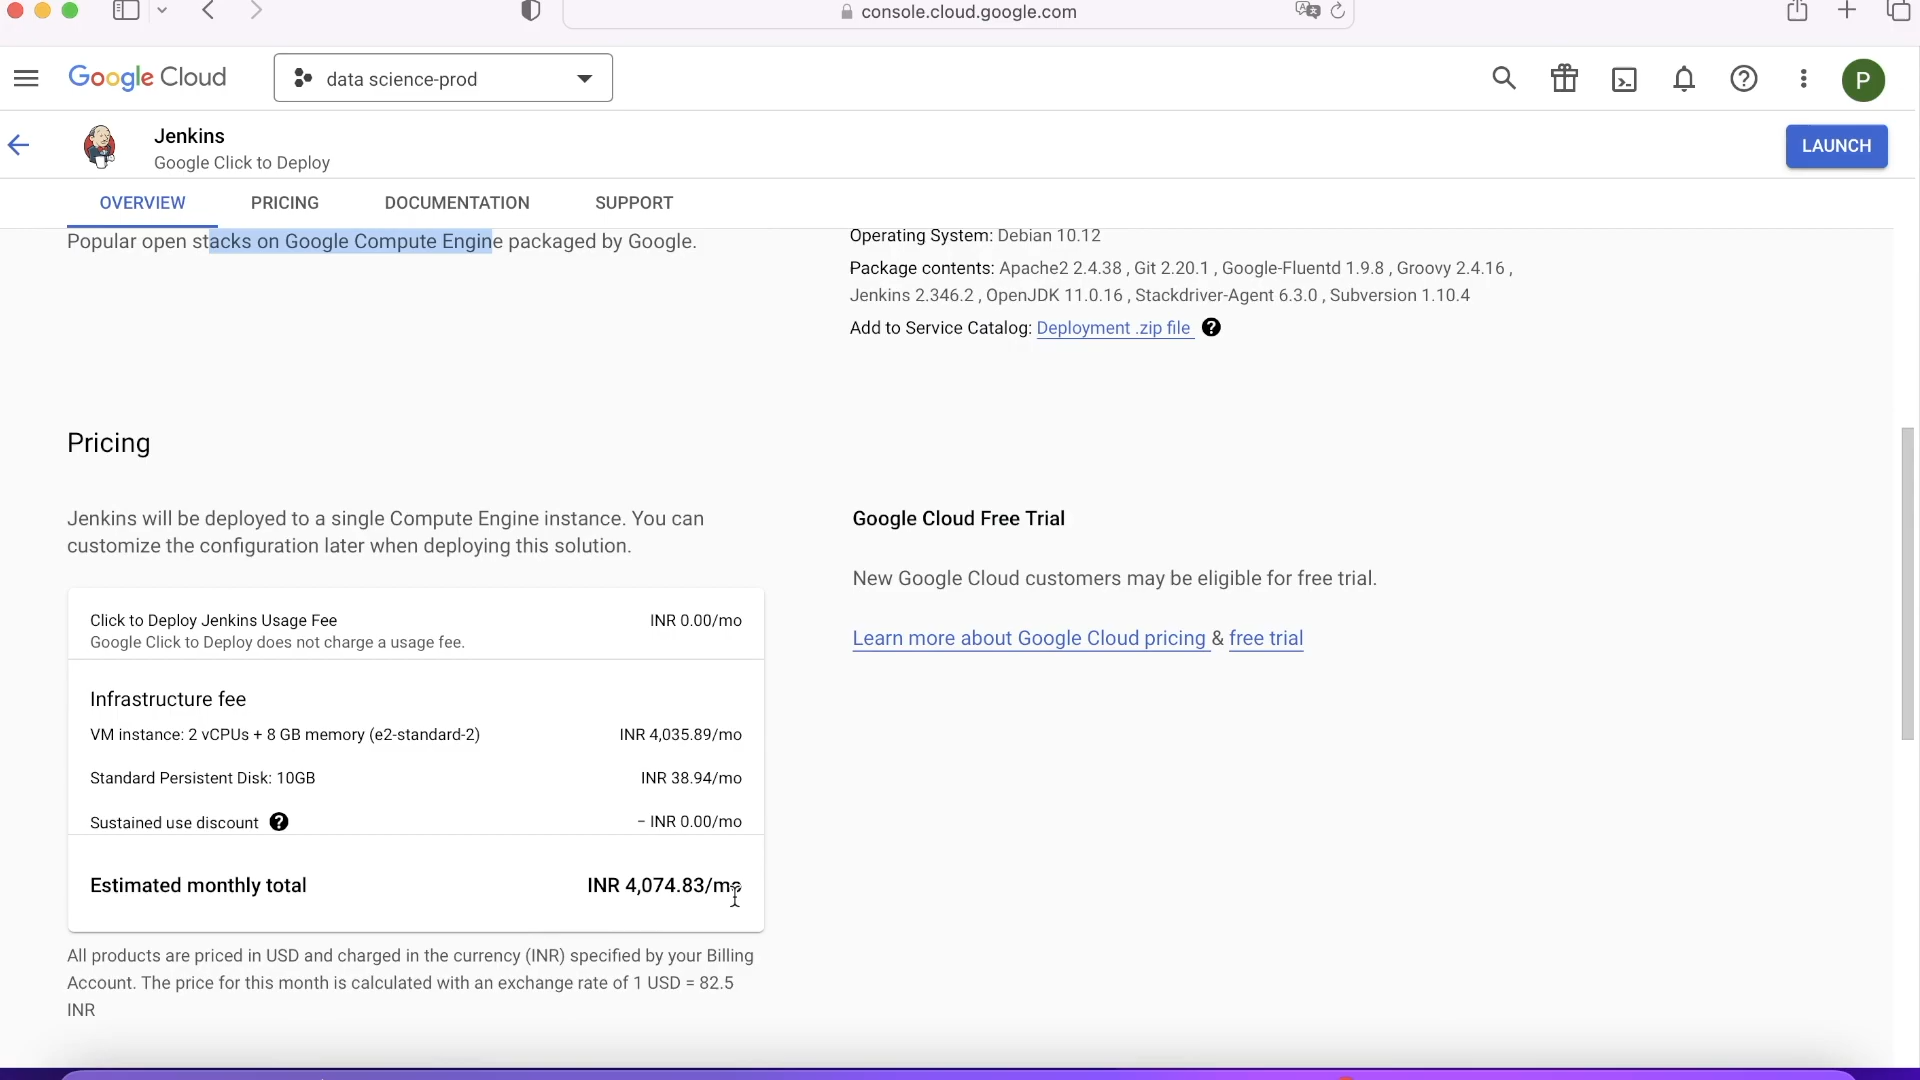 console.cloud.google.com
Google Cloud
data science-prod
P
Jenkins
Google Click to Deploy
LAUNCH
OVERVIEW
PRICING
DOCUMENTATION
SUPPORT
Popular open stacks on Google Compute Engine packaged by Google.
Operating System: Debian 10.12
Package contents: Apache2 2.4.38 , Git 2.20.1 , Google-Fluentd 1.9.8 , Groovy 2.4.16 ,
Jenkins 2.346.2 , OpenJDK 11.0.16 , Stackdriver-Agent 6.3.0 , Subversion 1.10.4
Add to Service Catalog: Deployment .zip file ?
Pricing
Jenkins will be deployed to a single Compute Engine instance. You can
customize the configuration later when deploying this solution.
Click to Deploy Jenkins Usage Fee INR 0.00/mo
Google Click to Deploy does not charge a usage fee.
Infrastructure fee
VM instance: 2 vCPUs + 8 GB memory (e2-standard-2) INR 4,035.89/mo
Standard Persistent Disk: 10GB INR 38.94/mo
Sustained use discount ? − INR 0.00/mo
Estimated monthly total INR 4,074.83/mo
All products are priced in USD and charged in the currency (INR) specified by your Billing
Account. The price for this month is calculated with an exchange rate of 1 USD = 82.5
INR
Google Cloud Free Trial
New Google Cloud customers may be eligible for free trial.
Learn more about Google Cloud pricing & free trial